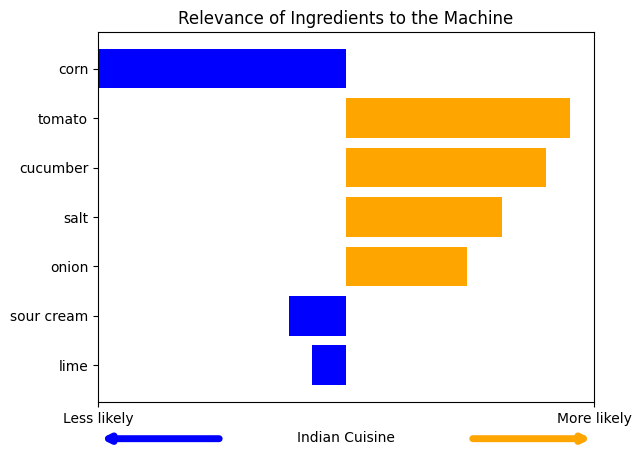 Relevance of Ingredients to the Machine
corn
tomato
cucumber
salt
onion
sour cream
lime
Less likely
More likely
Indian Cuisine